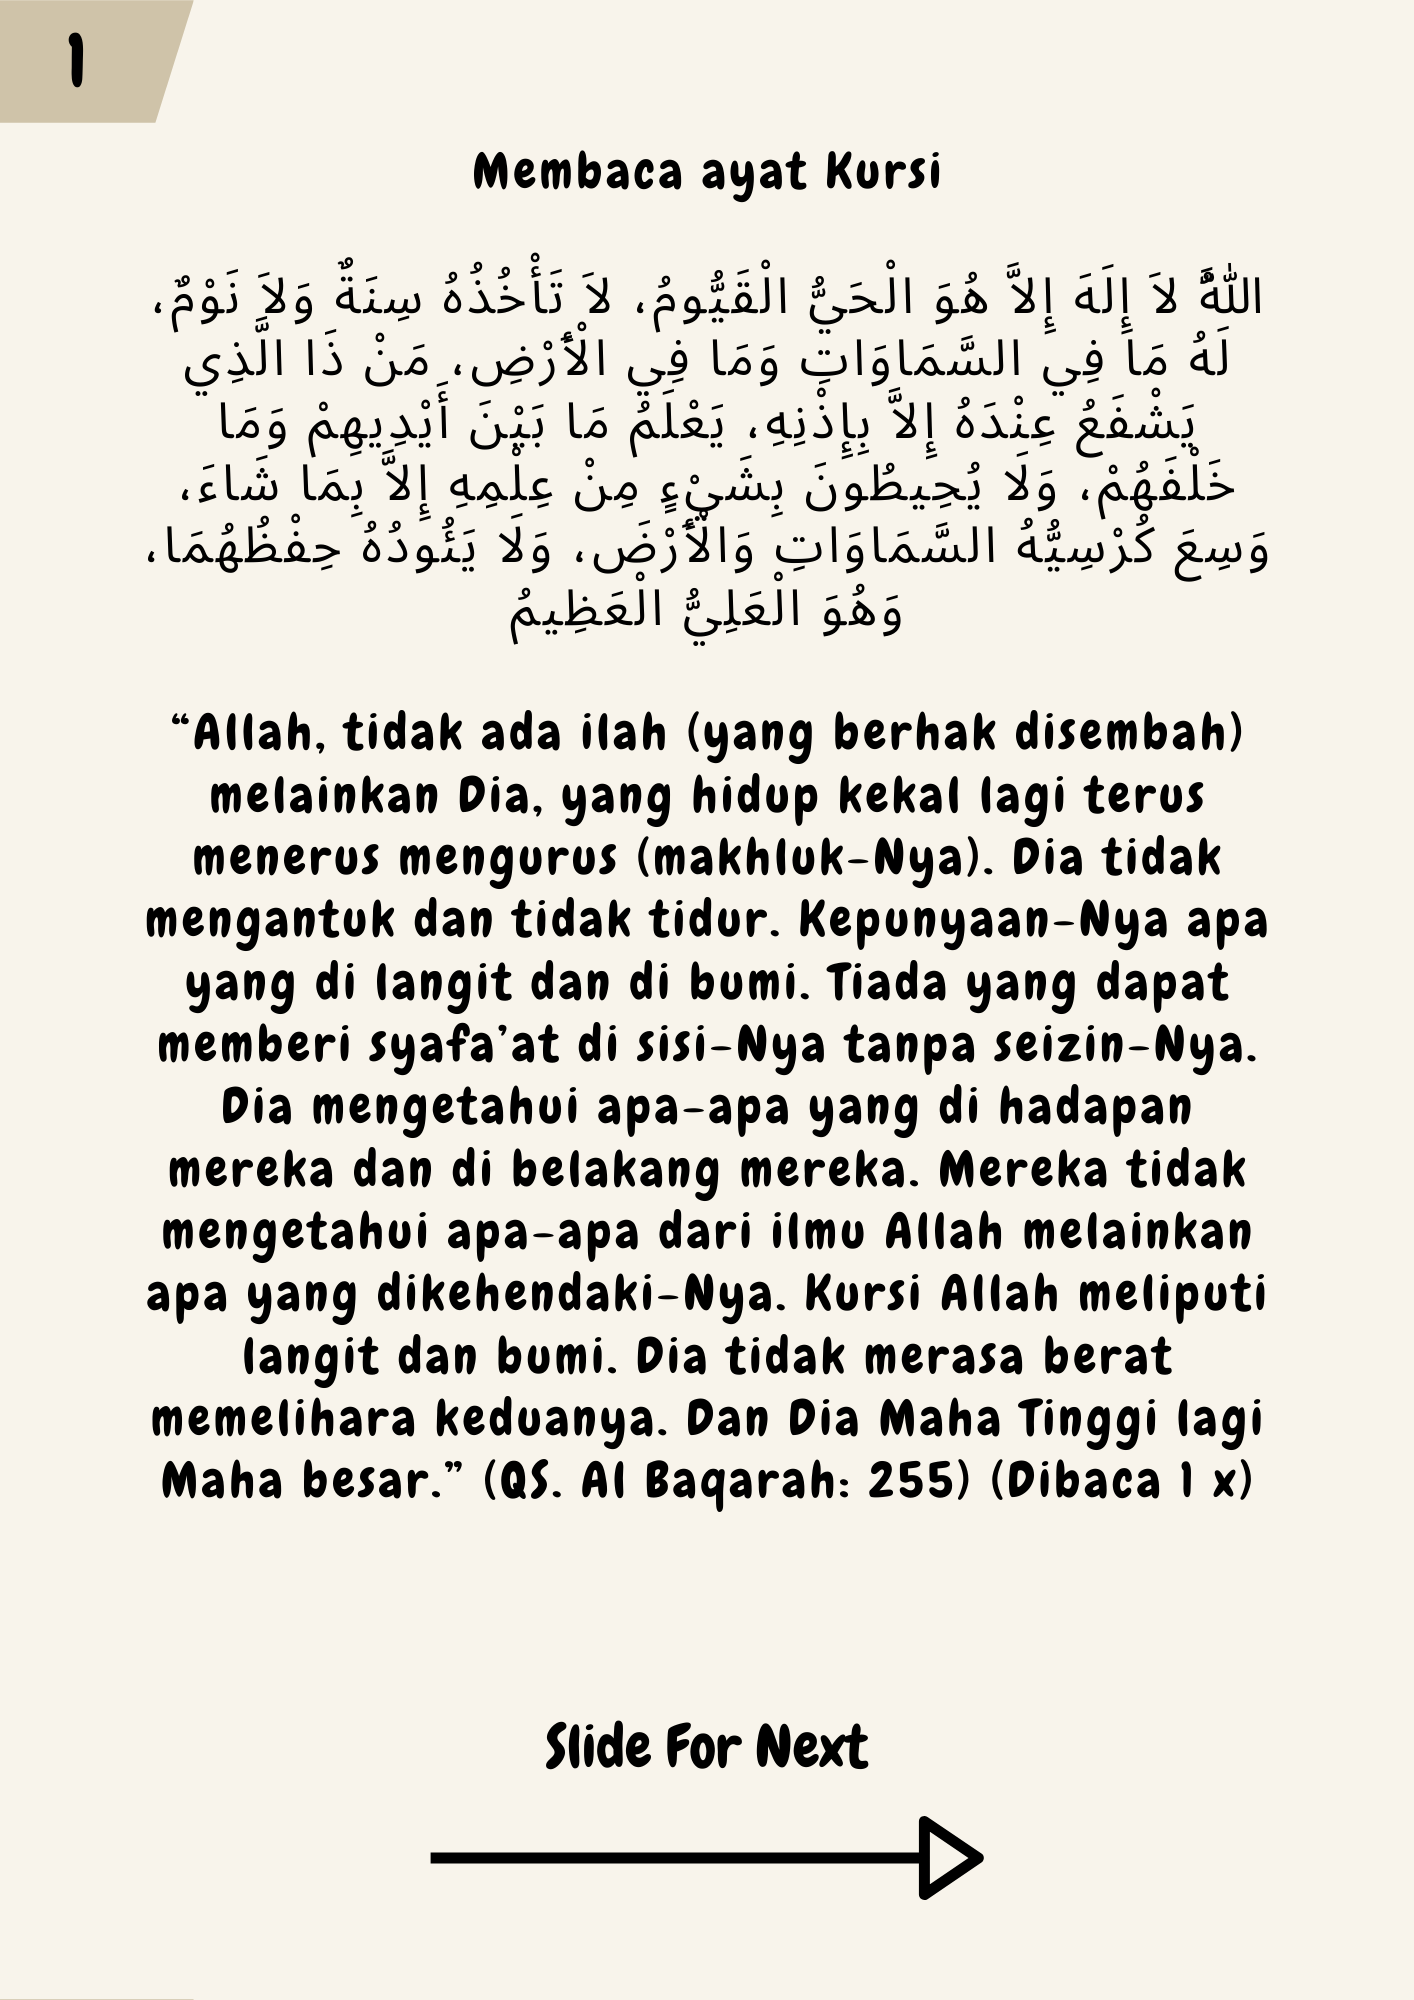 1
Membaca ayat Kursi
اللَّهُ لاَ إِلَهَ إِلاَّ هُوَ الْحَيُّ الْقَيُّومُ، لاَ تَأْخُذُهُ سِنَةٌ وَلاَ نَوْمٌ،
لَهُ مَا فِي السَّمَاوَاتِ وَمَا فِي الْأَرْضِ، مَنْ ذَا الَّذِي
يَشْفَعُ عِنْدَهُ إِلاَّ بِإِذْنِهِ، يَعْلَمُ مَا بَيْنَ أَيْدِيهِمْ وَمَا
خَلْفَهُمْ، وَلَا يُحِيطُونَ بِشَيْءٍ مِنْ عِلْمِهِ إِلاَّ بِمَا شَاءَ،
وَسِعَ كُرْسِيُّهُ السَّمَاوَاتِ وَالْأَرْضَ، وَلَا يَئُودُهُ حِفْظُهُمَا،
وَهُوَ الْعَلِيُّ الْعَظِيمُ
“Allah, tidak ada ilah (yang berhak disembah)
melainkan Dia, yang hidup kekal lagi terus
menerus mengurus (makhluk-Nya). Dia tidak
mengantuk dan tidak tidur. Kepunyaan-Nya apa
yang di langit dan di bumi. Tiada yang dapat
memberi syafa’at di sisi-Nya tanpa seizin-Nya.
Dia mengetahui apa-apa yang di hadapan
mereka dan di belakang mereka. Mereka tidak
mengetahui apa-apa dari ilmu Allah melainkan
apa yang dikehendaki-Nya. Kursi Allah meliputi
langit dan bumi. Dia tidak merasa berat
memelihara keduanya. Dan Dia Maha Tinggi lagi
Maha besar.” (QS. Al Baqarah: 255) (Dibaca 1 x)
Slide For Next